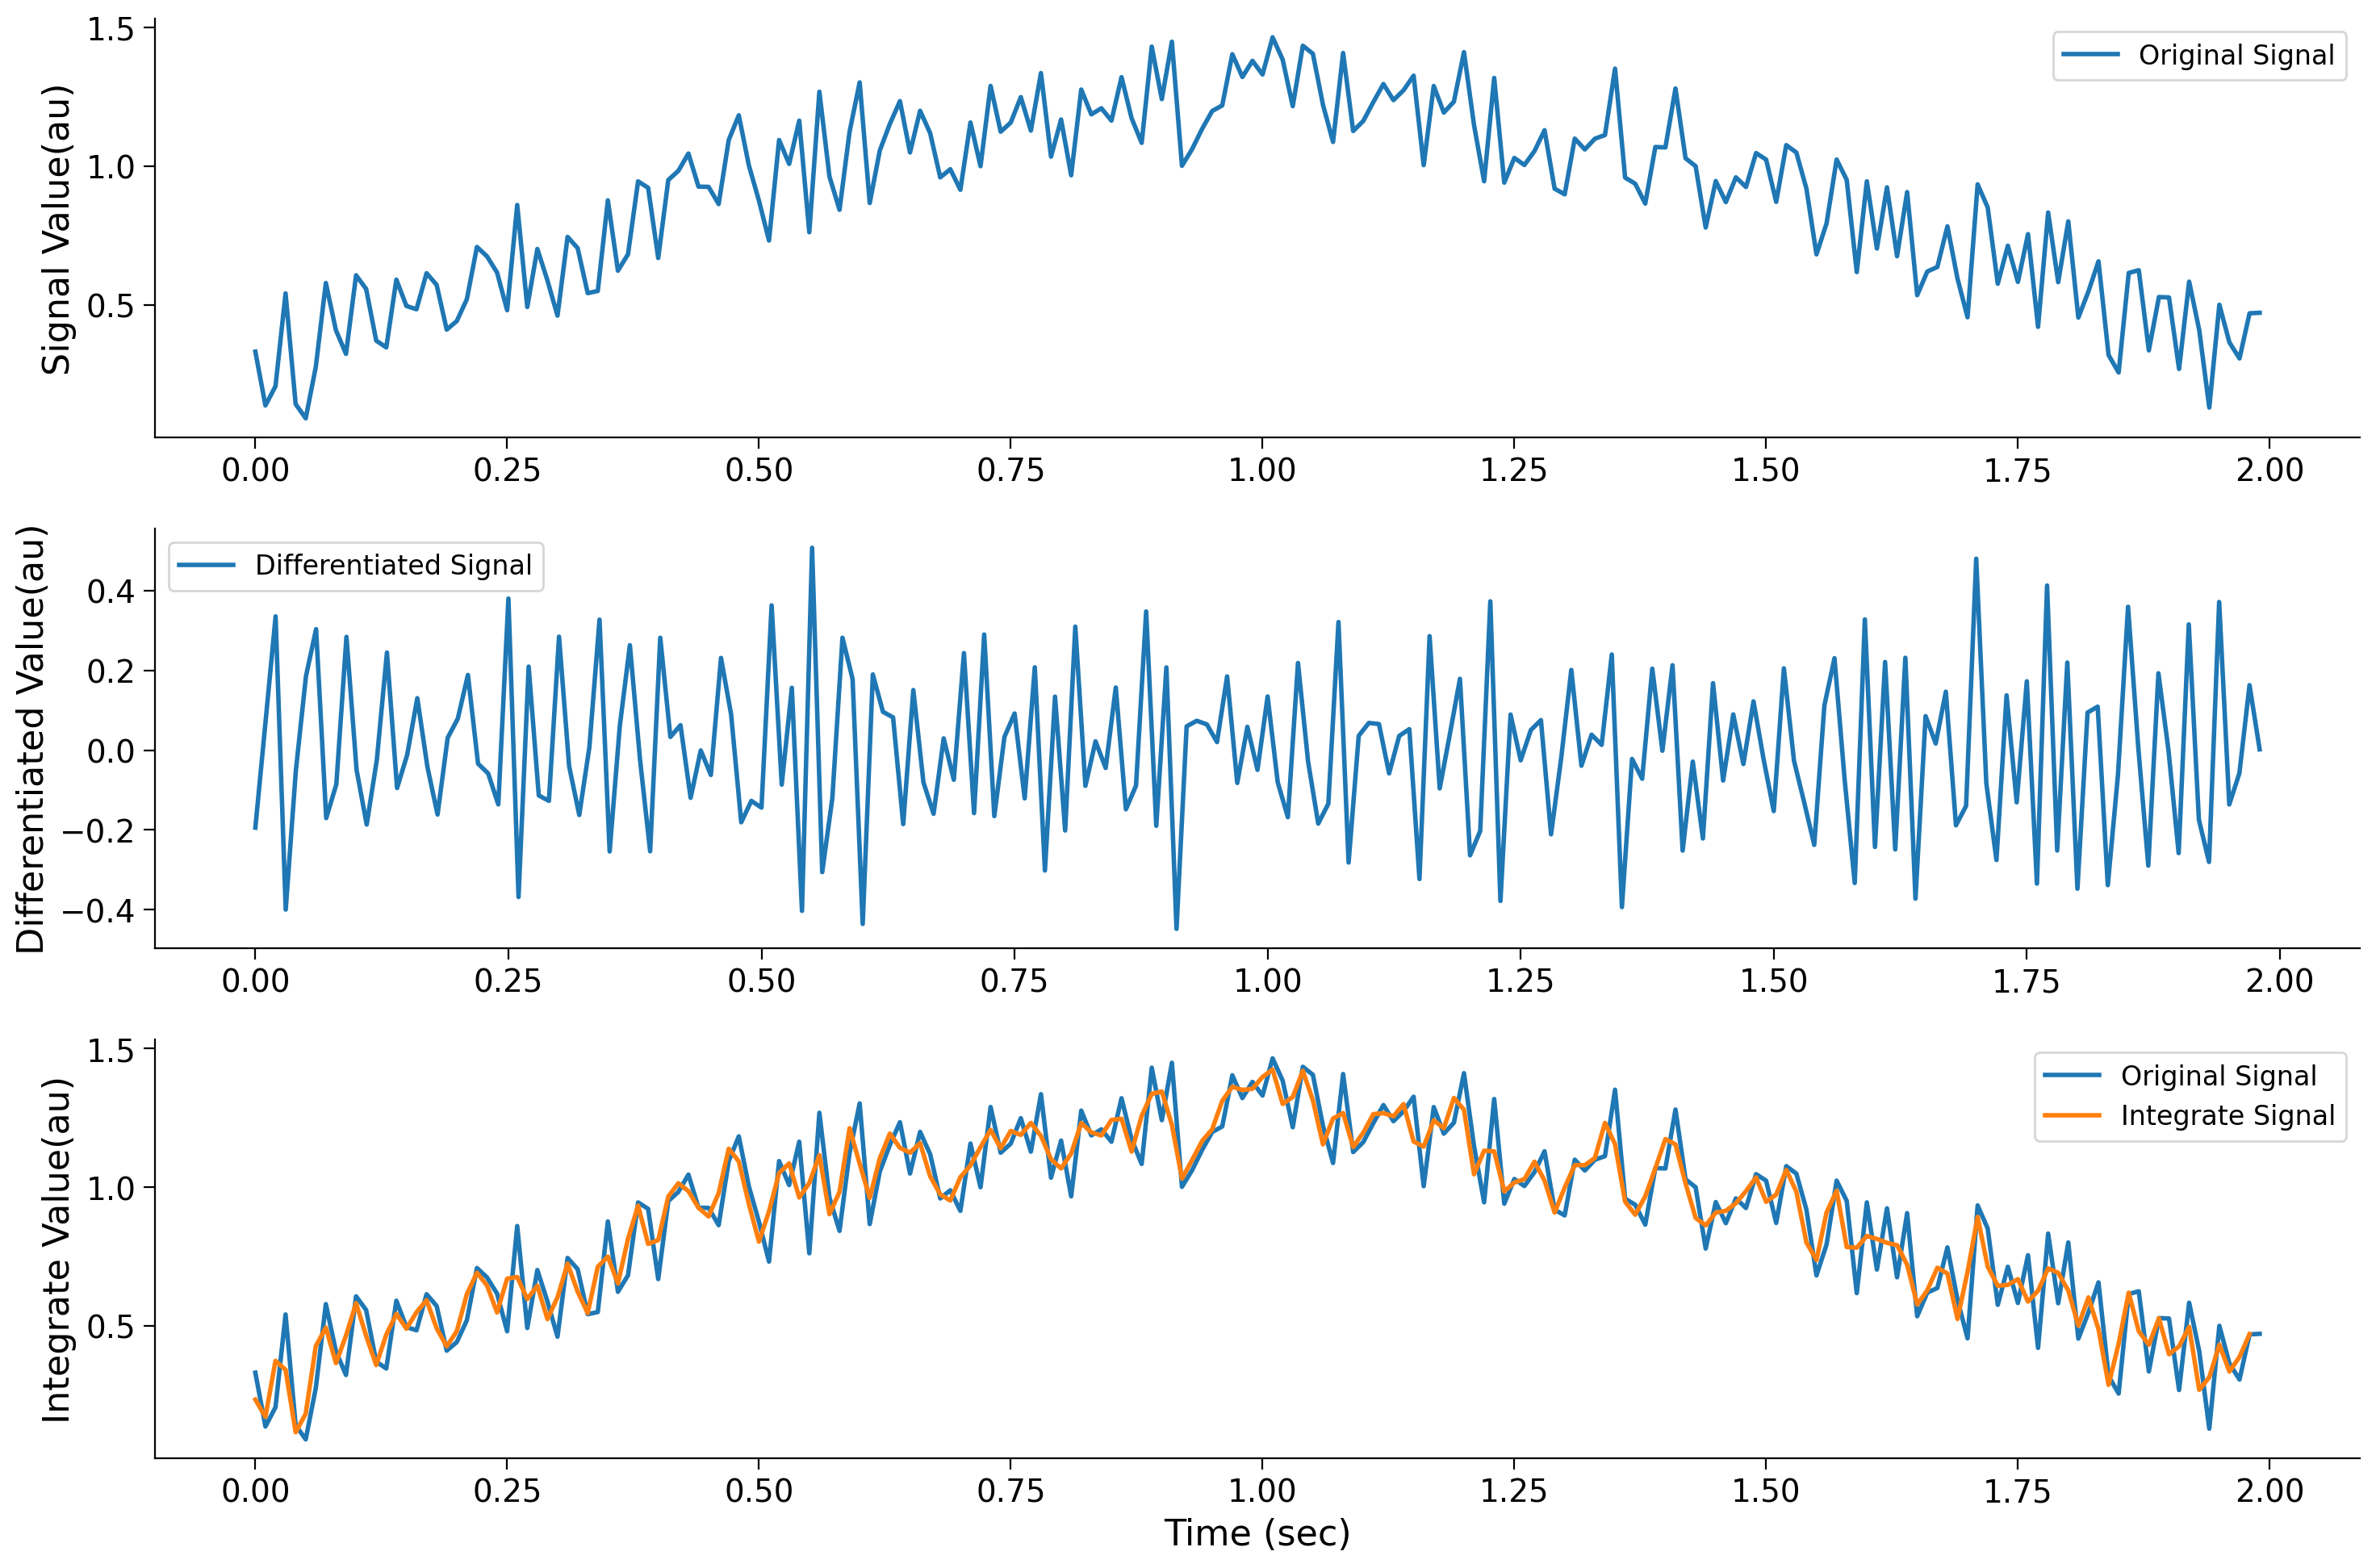 Signal Value(au)
1.5
1.0
0.5
Original Signal
0.00 0.25 0.50 0.75 1.00 1.25 1.50 1.75 2.00
Differentiated Value(au)
0.4
0.2
0.0
−0.2
−0.4
Differentiated Signal
0.00 0.25 0.50 0.75 1.00 1.25 1.50 1.75 2.00
Integrate Value(au)
1.5
1.0
0.5
Original Signal
Integrate Signal
0.00 0.25 0.50 0.75 1.00 1.25 1.50 1.75 2.00
Time (sec)